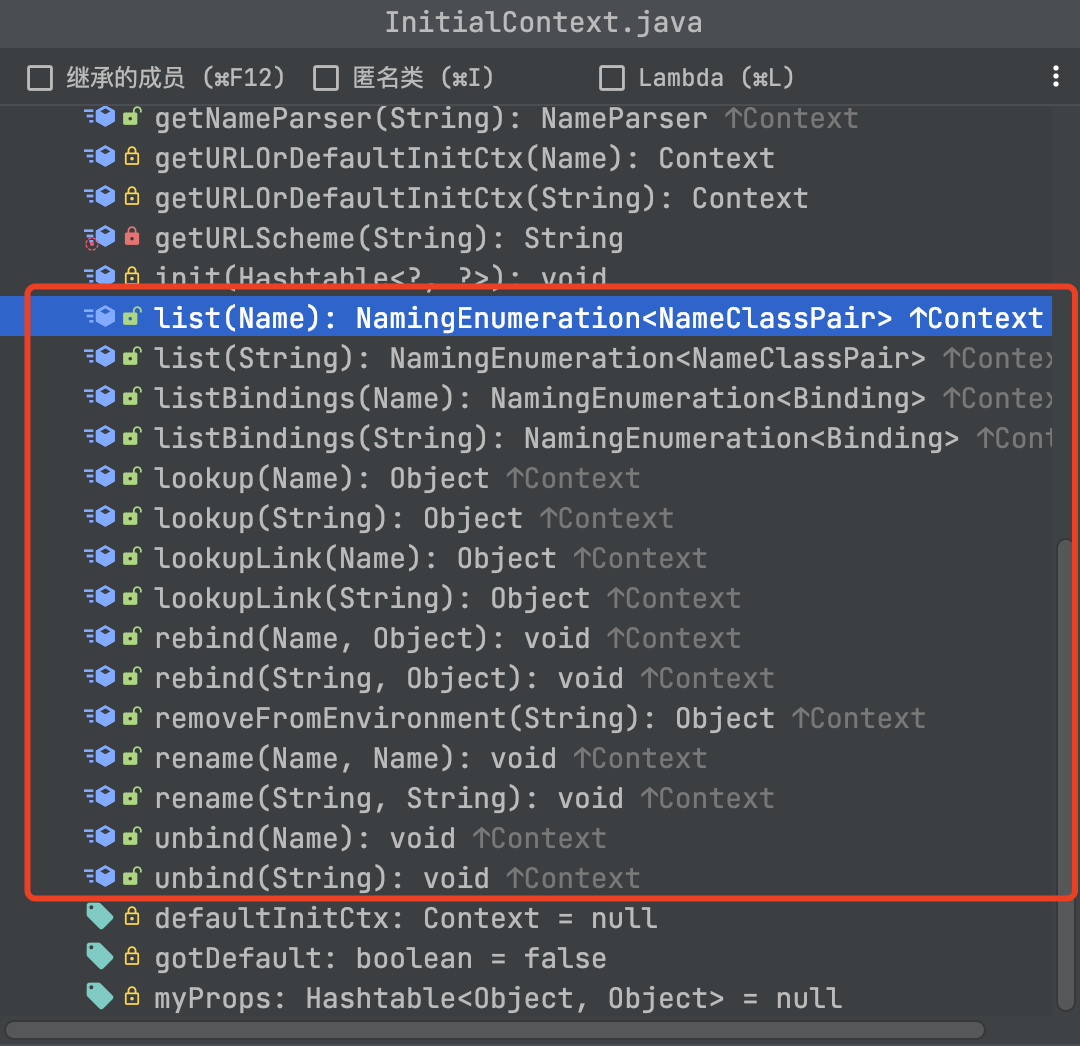 InitialContext.java
继承的成员 (⌘F12) 匿名类 (⌘I) Lambda (⌘L)
getNameParser(String): NameParser ↑Context
getURLOrDefaultInitCtx(Name): Context
getURLOrDefaultInitCtx(String): Context
getURLScheme(String): String
init(Hashtable<?, ?>): void
list(Name): NamingEnumeration<NameClassPair> ↑Context
list(String): NamingEnumeration<NameClassPair> ↑Contex
listBindings(Name): NamingEnumeration<Binding> ↑Contex
listBindings(String): NamingEnumeration<Binding> ↑Cont
lookup(Name): Object ↑Context
lookup(String): Object ↑Context
lookupLink(Name): Object ↑Context
lookupLink(String): Object ↑Context
rebind(Name, Object): void ↑Context
rebind(String, Object): void ↑Context
removeFromEnvironment(String): Object ↑Context
rename(Name, Name): void ↑Context
rename(String, String): void ↑Context
unbind(Name): void ↑Context
unbind(String): void ↑Context
defaultInitCtx: Context = null
gotDefault: boolean = false
myProps: Hashtable<Object, Object> = null